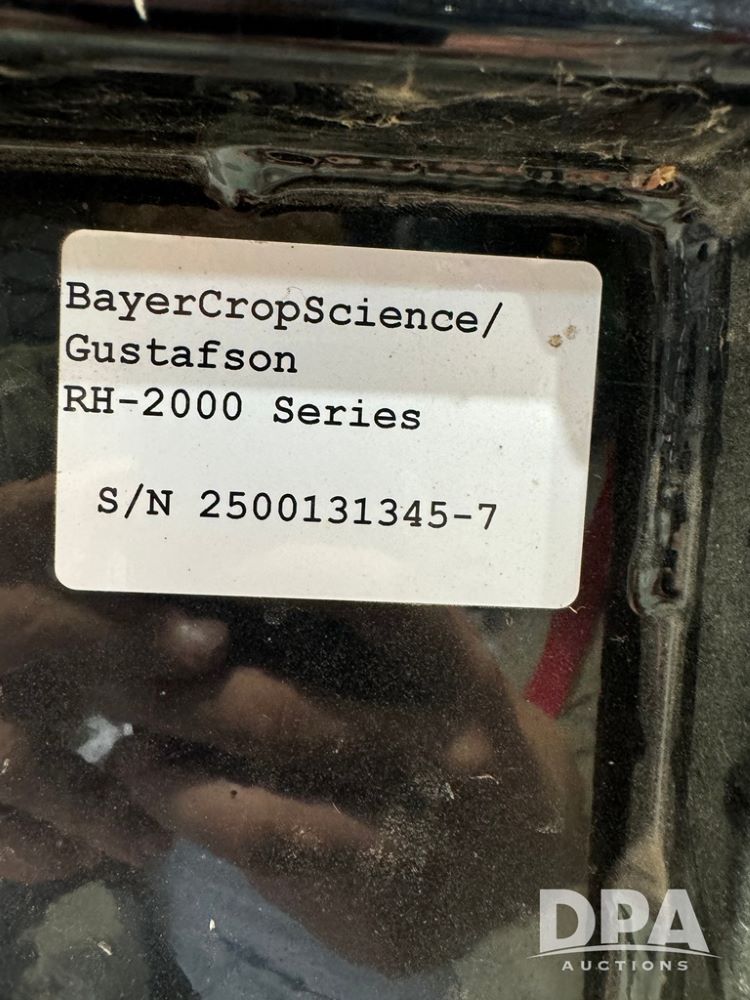 BayerCropScience/
Gustafson
RH-2000 Series
S/N 2500131345-7
DPA
AUCTIONS